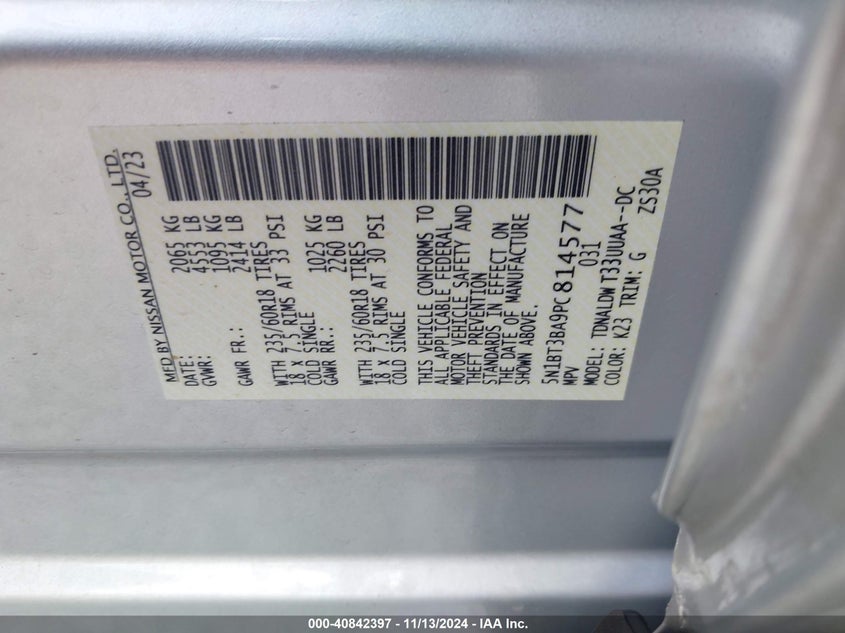 MFD BY NISSAN MOTOR CO., LTD.
DATE: 04/23
GVWR: 2065 KG
4553 LB
GAWR FR.: 1095 KG
2414 LB
WITH 235/60R18 TIRES
18 X 7.5 RIMS AT 33 PSI
COLD SINGLE
GAWR RR.: 1025 KG
2260 LB
WITH 235/60R18 TIRES
18 X 7.5 RIMS AT 30 PSI
COLD SINGLE
THIS VEHICLE CONFORMS TO
ALL APPLICABLE FEDERAL
MOTOR VEHICLE SAFETY AND
THEFT PREVENTION
STANDARDS IN EFFECT ON
THE DATE OF MANUFACTURE
SHOWN ABOVE.
5N1BT3BA9PC814577
MPV 031
MODEL: TDNALDWT33UUAA--DC
COLOR: K23 TRIM: G ZS30A
000-40842397 - 11/13/2024 - IAA Inc.